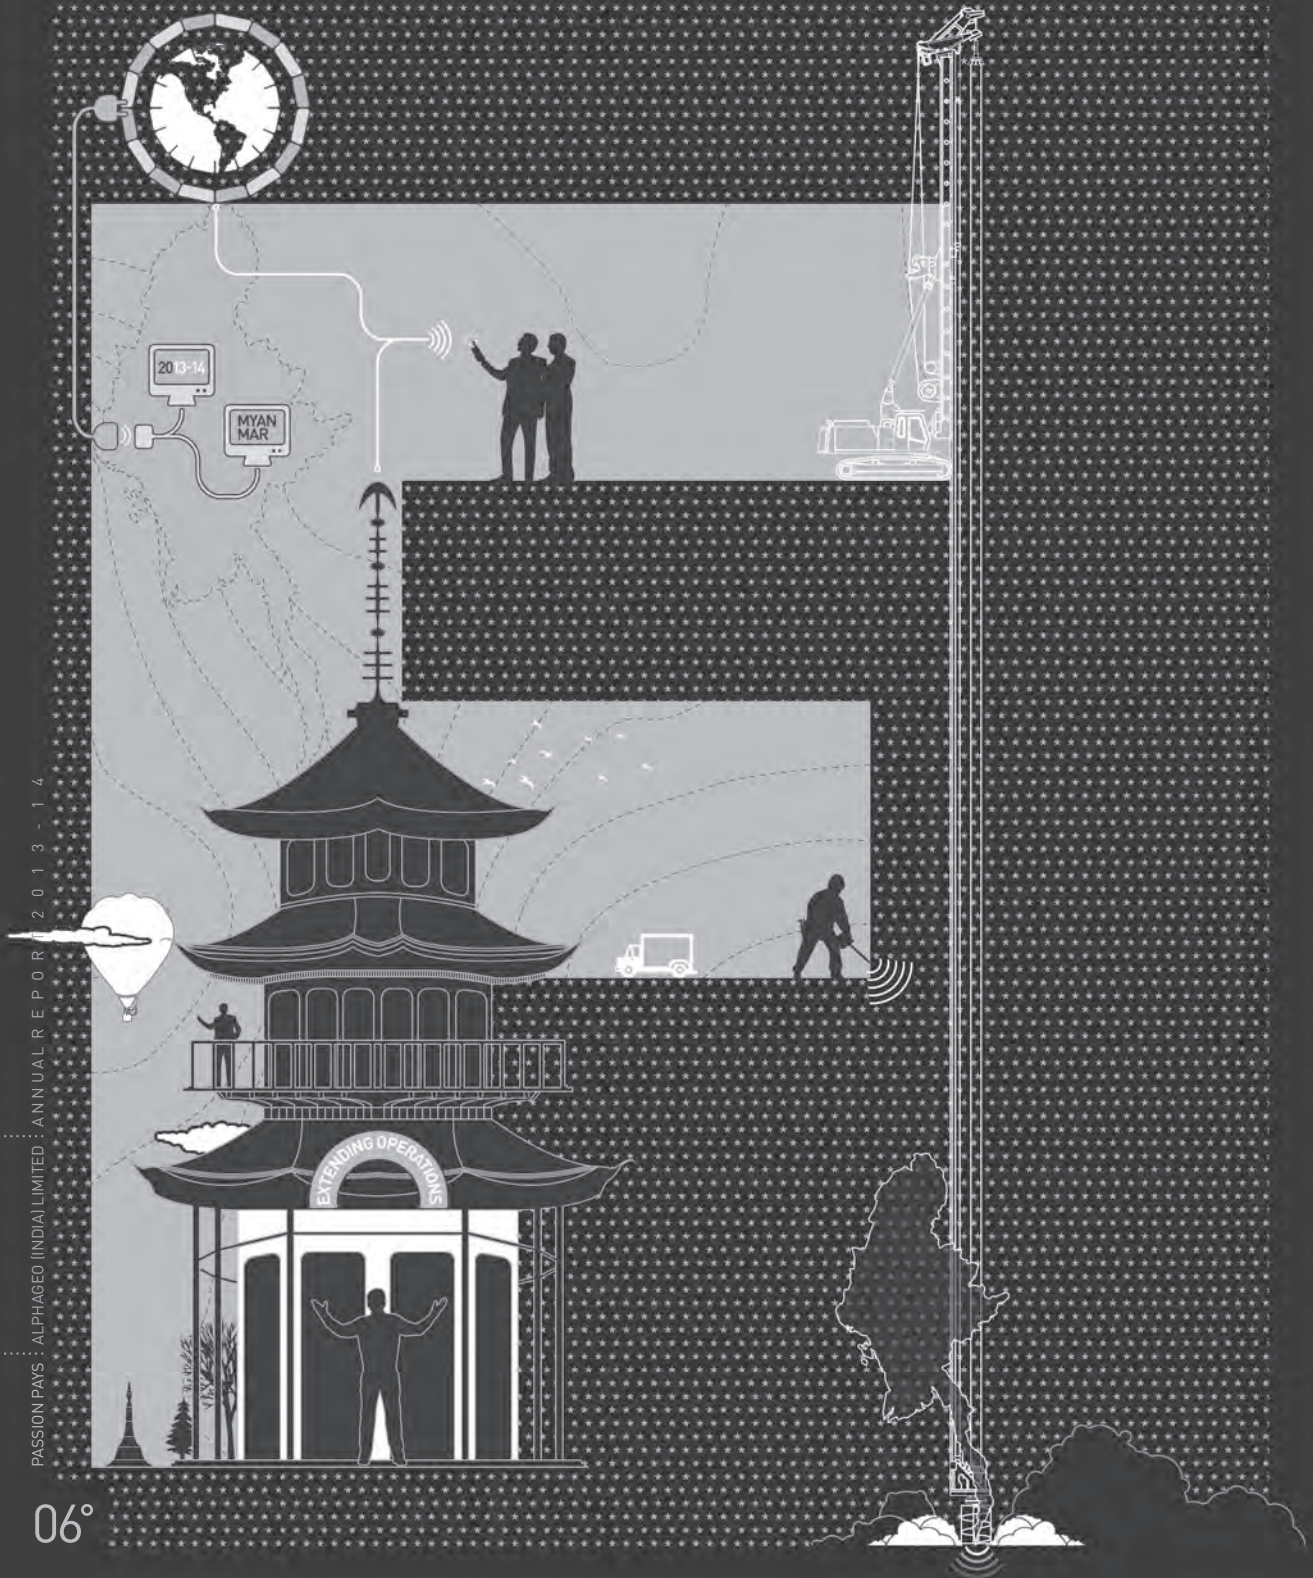 2013-14
MYAN
MAR
EXTENDING OPERATIONS
PASSION PAYS ALPHAGEO (INDIA) LIMITED ANNUAL REPORT 2013-14
06°